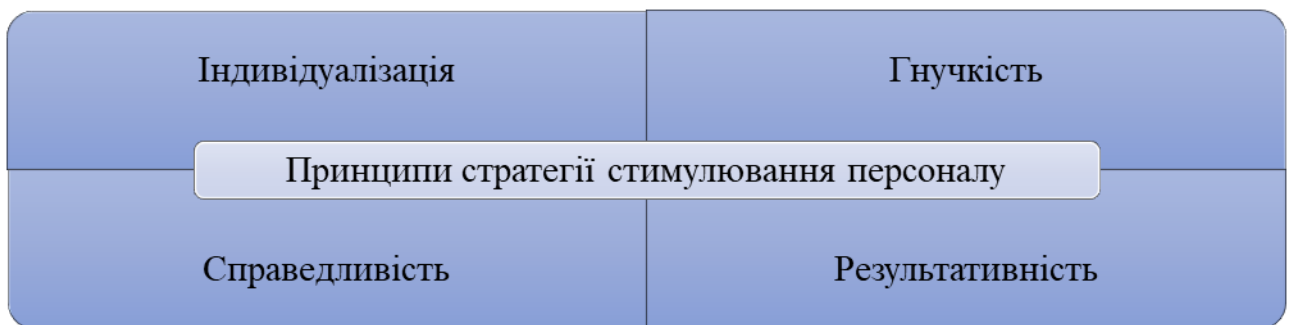 Індивідуалізація
Гнучкість
Принципи стратегії стимулювання персоналу
Справедливість
Результативність